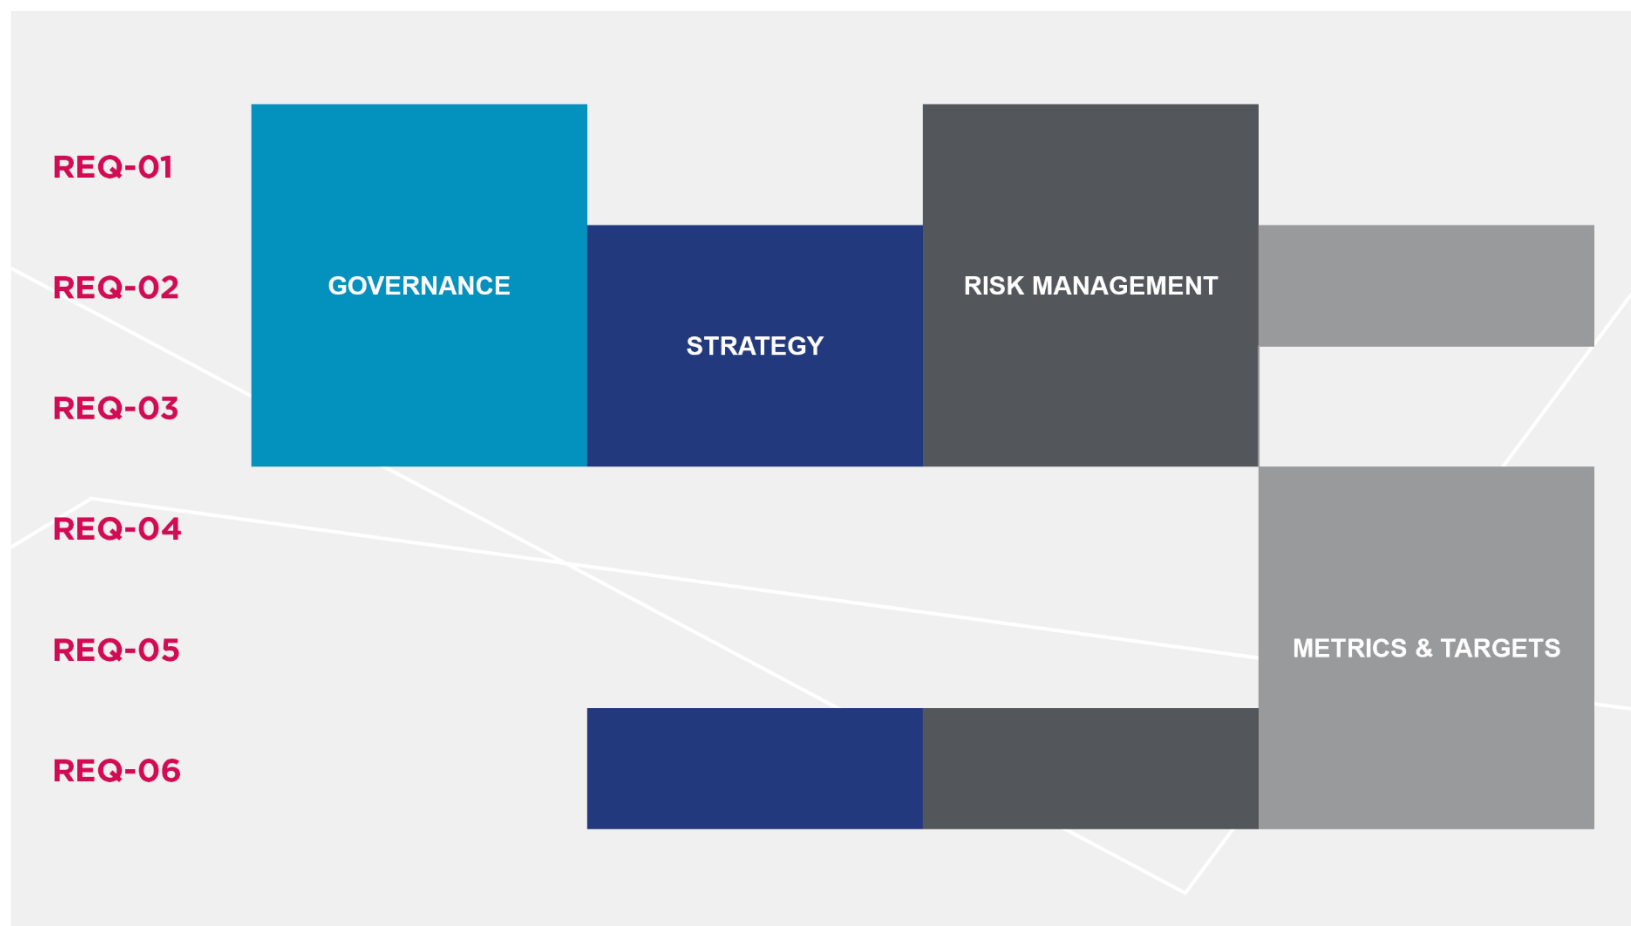 REQ-01
REQ-02
GOVERNANCE
RISK MANAGEMENT
STRATEGY
REQ-03
REQ-04
REQ-05
METRICS & TARGETS
REQ-06